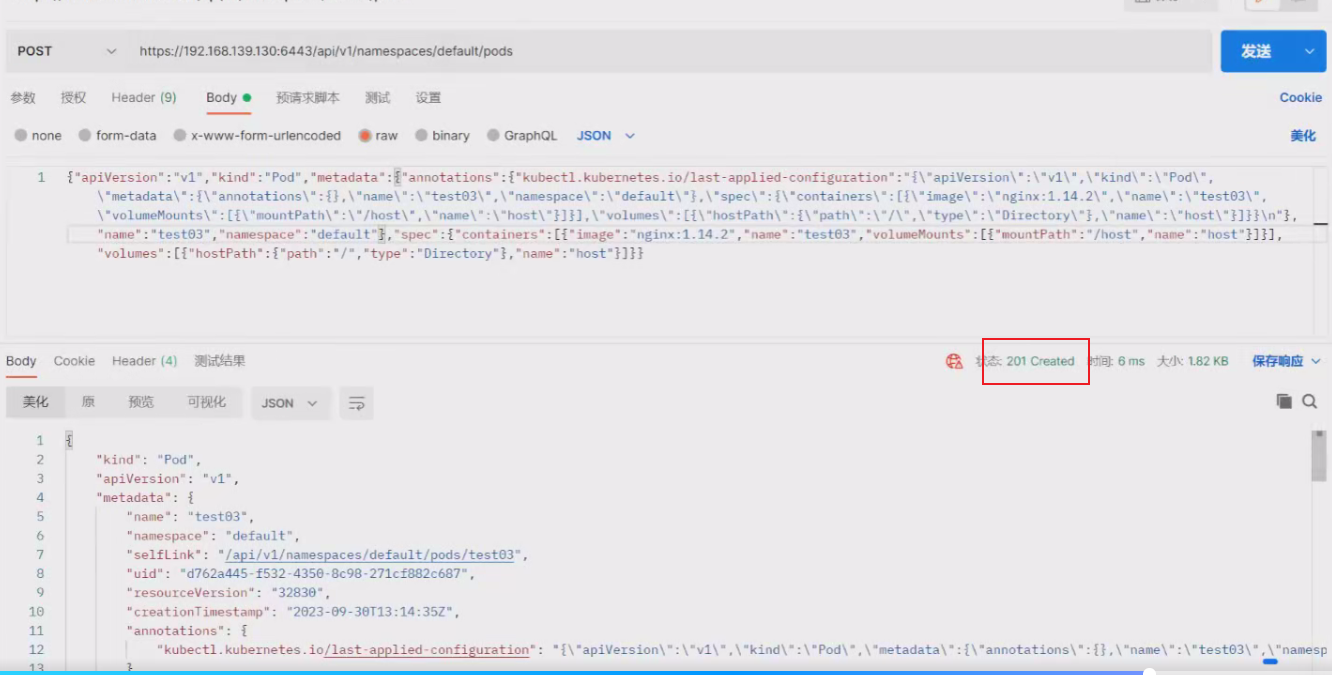 POST https://192.168.139.130:6443/api/v1/namespaces/default/pods 发送
参数 授权 Header (9) Body 预请求脚本 测试 设置 Cookie
none form-data x-www-form-urlencoded raw binary GraphQL JSON 美化
1 {"apiVersion":"v1","kind":"Pod","metadata":{"annotations":{"kubectl.kubernetes.io/last-applied-configuration":"{\"apiVersion\":\"v1\",\"kind\":\"Pod\",
\"metadata\":{\"annotations\":{},\"name\":\"test03\",\"namespace\":\"default\"},\"spec\":{\"containers\":[{\"image\":\"nginx:1.14.2\",\"name\":\"test03\",
\"volumeMounts\":[{\"mountPath\":\"/host\",\"name\":\"host\"}]}],\"volumes\":[{\"hostPath\":{\"path\":\"/\",\"type\":\"Directory\"},\"name\":\"host\"}]}}\n"},
"name":"test03","namespace":"default"},"spec":{"containers":[{"image":"nginx:1.14.2","name":"test03","volumeMounts":[{"mountPath":"/host","name":"host"}]}],
"volumes":[{"hostPath":{"path":"/","type":"Directory"},"name":"host"}]}}
Body Cookie Header (4) 测试结果 状态: 201 Created 时间: 6 ms 大小: 1.82 KB 保存响应
美化 原 预览 可视化 JSON
1 {
2 "kind": "Pod",
3 "apiVersion": "v1",
4 "metadata": {
5 "name": "test03",
6 "namespace": "default",
7 "selfLink": "/api/v1/namespaces/default/pods/test03",
8 "uid": "d762a445-f532-4350-8c98-271cf882c687",
9 "resourceVersion": "32830",
10 "creationTimestamp": "2023-09-30T13:14:35Z",
11 "annotations": {
12 "kubectl.kubernetes.io/last-applied-configuration": "{\"apiVersion\":\"v1\",\"kind\":\"Pod\",\"metadata\":{\"annotations\":{},\"name\":\"test03\",\"namesp
13 }